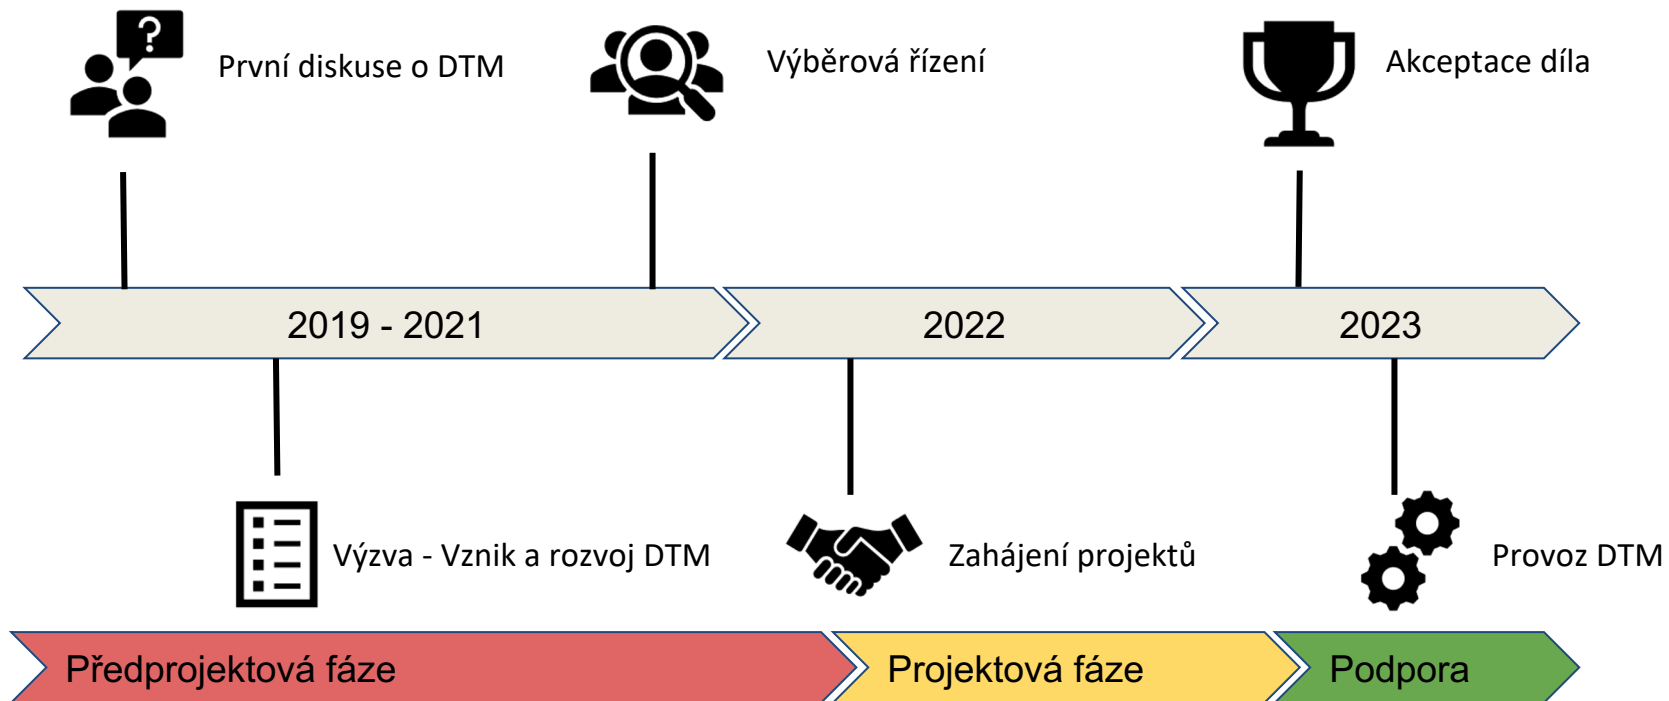 ?
První diskuse o DTM
Výběrová řízení
Akceptace díla
2019 - 2021
2022
2023
Výzva - Vznik a rozvoj DTM
Zahájení projektů
Provoz DTM
Předprojektová fáze
Projektová fáze
Podpora